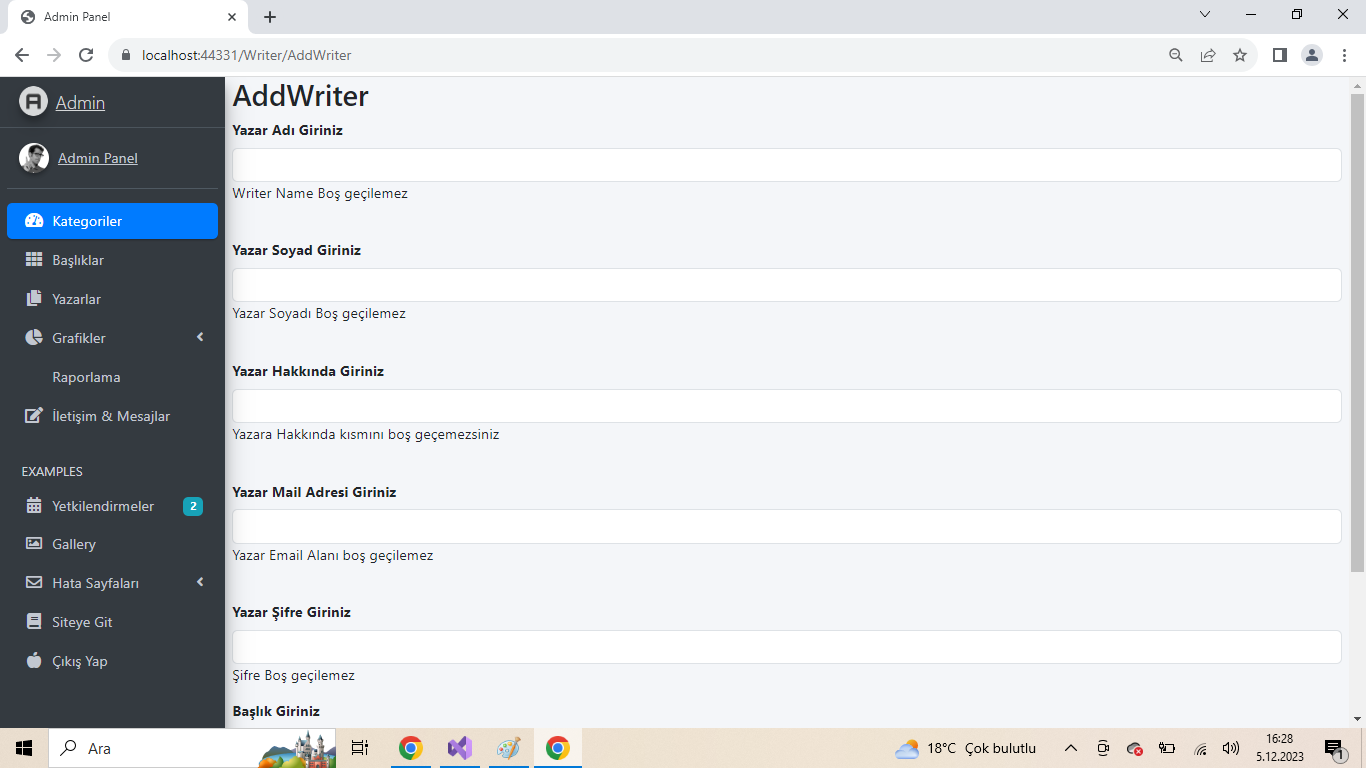 Admin Panel
localhost:44331/Writer/AddWriter
Admin
Admin Panel
Kategoriler
Başlıklar
Yazarlar
Grafikler
Raporlama
İletişim & Mesajlar
EXAMPLES
Yetkilendirmeler 2
Gallery
Hata Sayfaları
Siteye Git
Çıkış Yap
AddWriter
Yazar Adı Giriniz
Writer Name Boş geçilemez
Yazar Soyad Giriniz
Yazar Soyadı Boş geçilemez
Yazar Hakkında Giriniz
Yazara Hakkında kısmını boş geçemezsiniz
Yazar Mail Adresi Giriniz
Yazar Email Alanı boş geçilemez
Yazar Şifre Giriniz
Şifre Boş geçilemez
Başlık Giriniz
Ara
18°C Çok bulutlu
16:28
5.12.2023
1